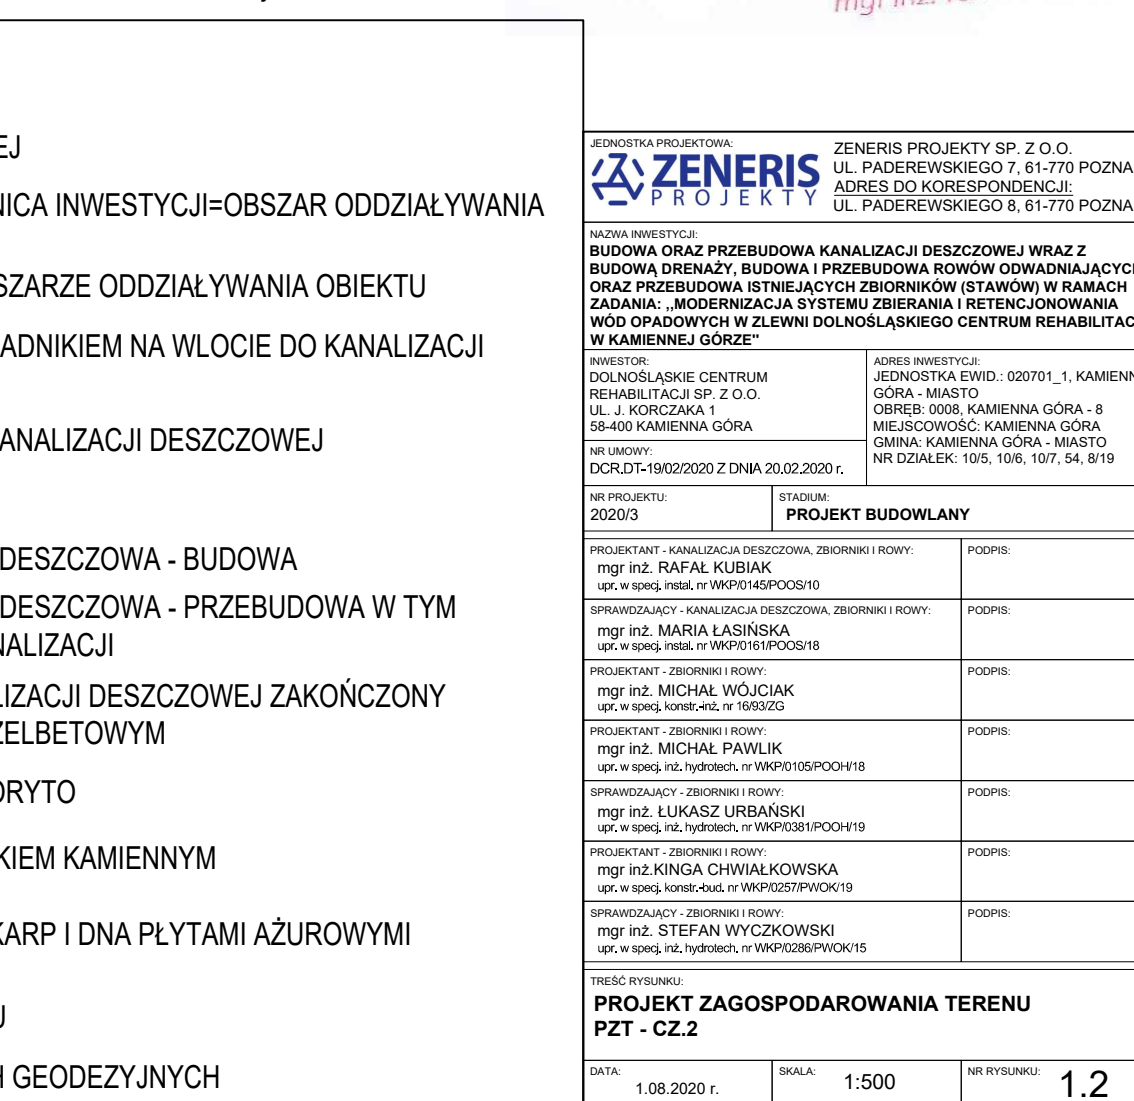 mgr inż.
EJ
NICA INWESTYCJI=OBSZAR ODDZIAŁYWANIA
SZARZE ODDZIAŁYWANIA OBIEKTU
ADNIKIEM NA WLOCIE DO KANALIZACJI
ANALIZACJI DESZCZOWEJ
DESZCZOWA - BUDOWA
DESZCZOWA - PRZEBUDOWA W TYM
NALIZACJI
LIZACJI DESZCZOWEJ ZAKOŃCZONY
ŻELBETOWYM
ORYTO
KIEM KAMIENNYM
KARP I DNA PŁYTAMI AŻUROWYMI
U
H GEODEZYJNYCH
JEDNOSTKA PROJEKTOWA:
ZENERIS
PROJEKTY
ZENERIS PROJEKTY SP. Z O.O.
UL. PADEREWSKIEGO 7, 61-770 POZNA
ADRES DO KORESPONDENCJI:
UL. PADEREWSKIEGO 8, 61-770 POZNA
NAZWA INWESTYCJI:
BUDOWA ORAZ PRZEBUDOWA KANALIZACJI DESZCZOWEJ WRAZ Z
BUDOWĄ DRENAŻY, BUDOWA I PRZEBUDOWA ROWÓW ODWADNIAJĄCYCH
ORAZ PRZEBUDOWA ISTNIEJĄCYCH ZBIORNIKÓW (STAWÓW) W RAMACH
ZADANIA: ,,MODERNIZACJA SYSTEMU ZBIERANIA I RETENCJONOWANIA
WÓD OPADOWYCH W ZLEWNI DOLNOŚLĄSKIEGO CENTRUM REHABILITAC
W KAMIENNEJ GÓRZE"
INWESTOR:
DOLNOŚLĄSKIE CENTRUM
REHABILITACJI SP. Z O.O.
UL. J. KORCZAKA 1
58-400 KAMIENNA GÓRA
ADRES INWESTYCJI:
JEDNOSTKA EWID.: 020701_1, KAMIENN
GÓRA - MIASTO
OBRĘB: 0008, KAMIENNA GÓRA - 8
MIEJSCOWOŚĆ: KAMIENNA GÓRA
GMINA: KAMIENNA GÓRA - MIASTO
NR DZIAŁEK: 10/5, 10/6, 10/7, 54, 8/19
NR UMOWY:
DCR.DT-19/02/2020 Z DNIA 20.02.2020 r.
NR PROJEKTU:
2020/3
STADIUM:
PROJEKT BUDOWLANY
PROJEKTANT - KANALIZACJA DESZCZOWA, ZBIORNIKI I ROWY: PODPIS:
mgr inż. RAFAŁ KUBIAK
upr. w specj. instal. nr WKP/0145/POOS/10
SPRAWDZAJĄCY - KANALIZACJA DESZCZOWA, ZBIORNIKI I ROWY: PODPIS:
mgr inż. MARIA ŁASIŃSKA
upr. w specj. instal. nr WKP/0161/POOS/18
PROJEKTANT - ZBIORNIKI I ROWY: PODPIS:
mgr inż. MICHAŁ WÓJCIAK
upr. w specj. konstr.-inż. nr 16/93/ZG
PROJEKTANT - ZBIORNIKI I ROWY: PODPIS:
mgr inż. MICHAŁ PAWLIK
upr. w specj. inż. hydrotech. nr WKP/0105/POOH/18
SPRAWDZAJĄCY - ZBIORNIKI I ROWY: PODPIS:
mgr inż. ŁUKASZ URBAŃSKI
upr. w specj. inż. hydrotech. nr WKP/0381/POOH/19
PROJEKTANT - ZBIORNIKI I ROWY: PODPIS:
mgr inż.KINGA CHWIAŁKOWSKA
upr. w specj. konstr.-bud. nr WKP/0257/PWOK/19
SPRAWDZAJĄCY - ZBIORNIKI I ROWY: PODPIS:
mgr inż. STEFAN WYCZKOWSKI
upr. w specj. inż. hydrotech. nr WKP/0286/PWOK/15
TREŚĆ RYSUNKU:
PROJEKT ZAGOSPODAROWANIA TERENU
PZT - CZ.2
DATA:
1.08.2020 r.
SKALA:
1:500
NR RYSUNKU:
1.2